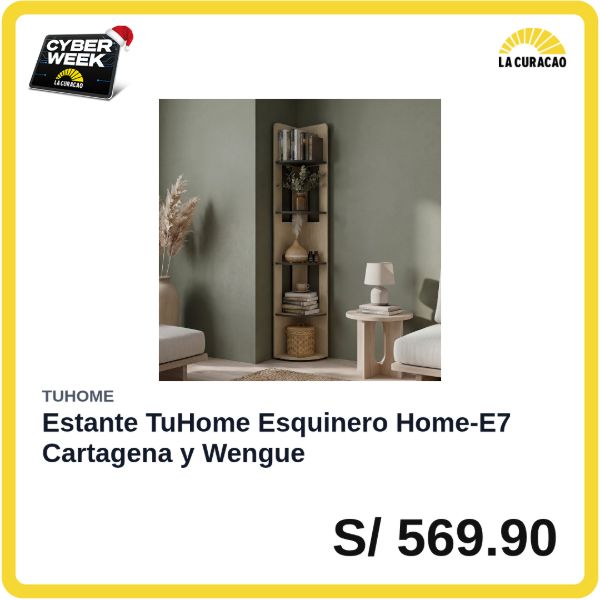 CYBER
WEEK
LA CURACAO
LA CURACAO
TUHOME
Estante TuHome Esquinero Home-E7
Cartagena y Wengue
S/ 569.90